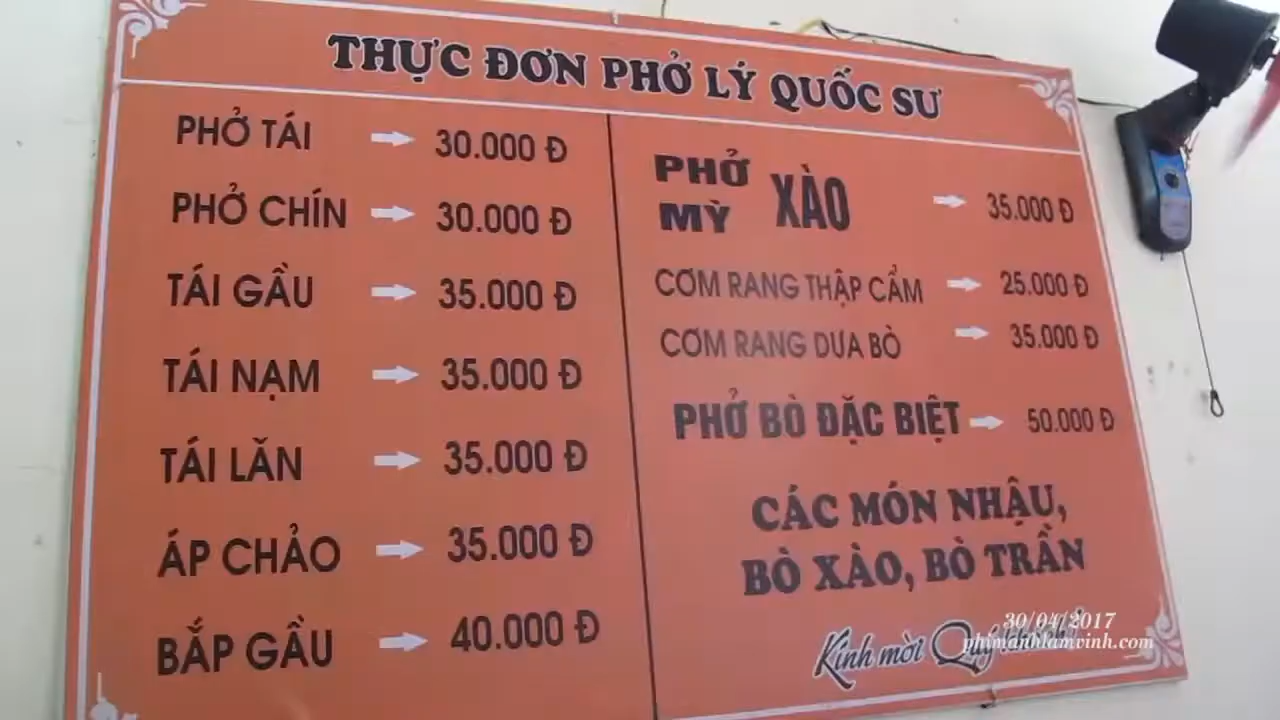 THỰC ĐƠN PHỞ LÝ QUỐC SƯ
PHỞ TÁI 30.000 Đ
PHỞ CHÍN 30.000 Đ
TÁI GẦU 35.000 Đ
TÁI NẠM 35.000 Đ
TÁI LĂN 35.000 Đ
ÁP CHẢO 35.000 Đ
BẮP GẦU 40.000 Đ
PHỞ
MỲ XÀO 35.000 Đ
CƠM RANG THẬP CẨM 25.000 Đ
CƠM RANG DƯA BÒ 35.000 Đ
PHỞ BÒ ĐẶC BIỆT 50.000 Đ
CÁC MÓN NHẬU,
BÒ XÀO, BÒ TRẦN
Kính mời Quý
30/04/2017
phimanhlamvinh.com